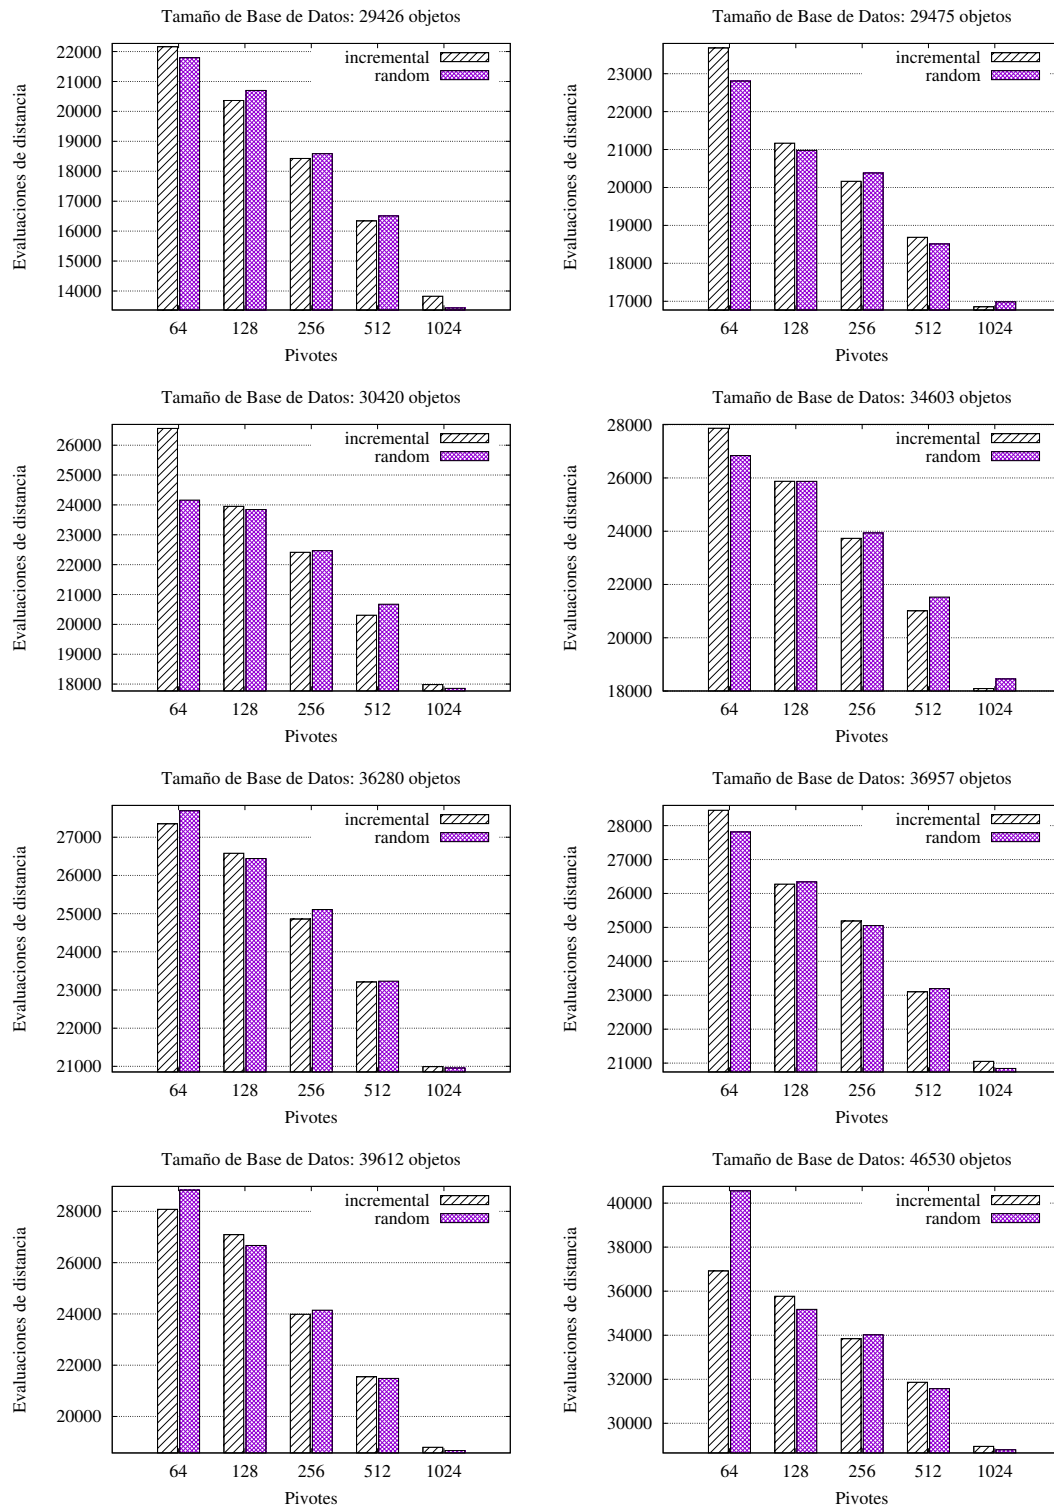 Tamaño de Base de Datos: 29426 objetos
Evaluaciones de distancia
22000
21000
20000
19000
18000
17000
16000
15000
14000
incremental
random
64 128 256 512 1024
Pivotes
Tamaño de Base de Datos: 29475 objetos
Evaluaciones de distancia
23000
22000
21000
20000
19000
18000
17000
incremental
random
64 128 256 512 1024
Pivotes
Tamaño de Base de Datos: 30420 objetos
Evaluaciones de distancia
26000
25000
24000
23000
22000
21000
20000
19000
18000
incremental
random
64 128 256 512 1024
Pivotes
Tamaño de Base de Datos: 34603 objetos
Evaluaciones de distancia
28000
26000
24000
22000
20000
18000
incremental
random
64 128 256 512 1024
Pivotes
Tamaño de Base de Datos: 36280 objetos
Evaluaciones de distancia
27000
26000
25000
24000
23000
22000
21000
incremental
random
64 128 256 512 1024
Pivotes
Tamaño de Base de Datos: 36957 objetos
Evaluaciones de distancia
28000
27000
26000
25000
24000
23000
22000
21000
incremental
random
64 128 256 512 1024
Pivotes
Tamaño de Base de Datos: 39612 objetos
Evaluaciones de distancia
28000
26000
24000
22000
20000
incremental
random
64 128 256 512 1024
Pivotes
Tamaño de Base de Datos: 46530 objetos
Evaluaciones de distancia
40000
38000
36000
34000
32000
30000
incremental
random
64 128 256 512 1024
Pivotes